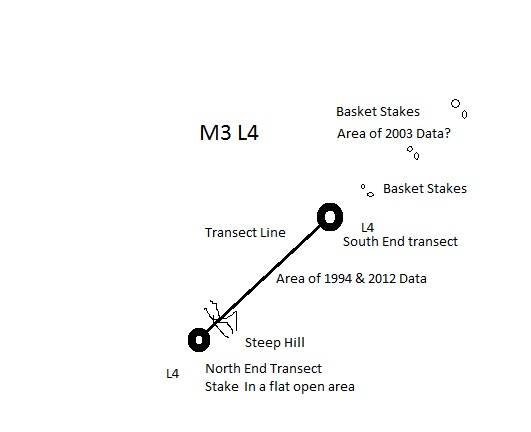 Basket Stakes
M3 L4
Area of 2003 Data?
Basket Stakes
L4
Transect Line
South End transect
Area of 1994 & 2012 Data
Steep Hill
North End Transect
L4
Stake In a flat open area